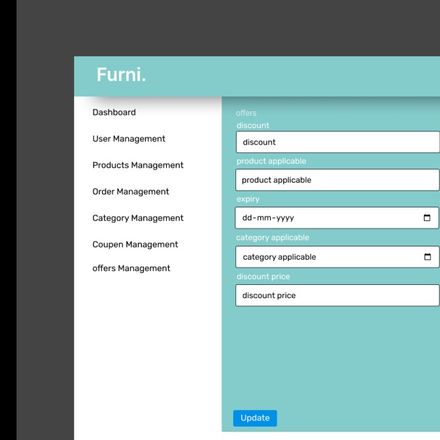 Furni.
Dashboard
User Management
Products Management
Order Management
Category Management
Coupen Management
offers Management
offers
discount
discount
product applicable
product applicable
expiry
dd-mm-yyyy
category applicable
category applicable
discount price
discount price
Update